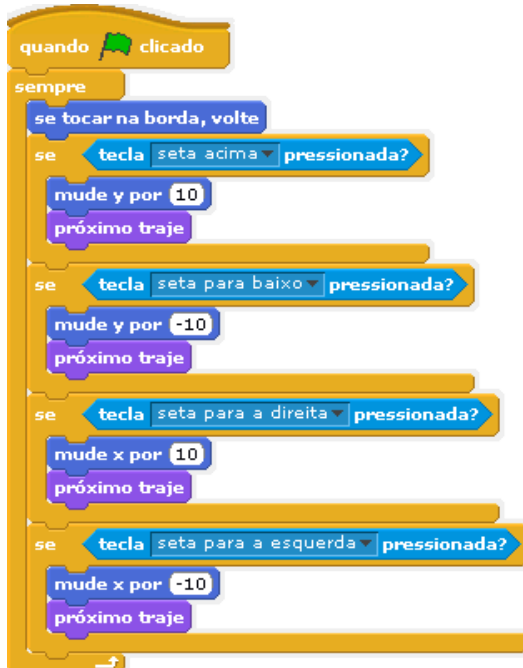 quando clicado
sempre
se tocar na borda, volte
se tecla seta acima pressionada?
mude y por 10
próximo traje
se tecla seta para baixo pressionada?
mude y por -10
próximo traje
se tecla seta para a direita pressionada?
mude x por 10
próximo traje
se tecla seta para a esquerda pressionada?
mude x por -10
próximo traje